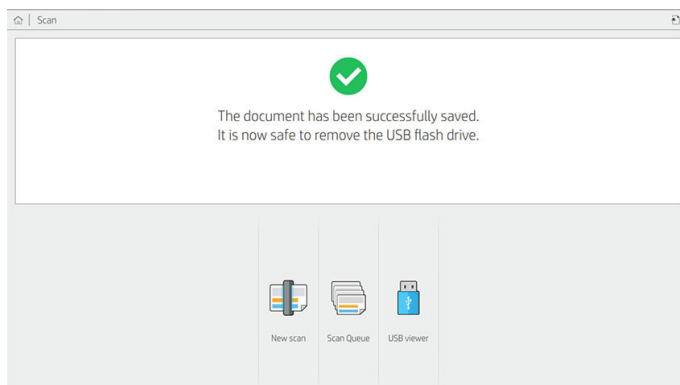 Scan
The document has been successfully saved.
It is now safe to remove the USB flash drive.
New scan
Scan Queue
USB viewer